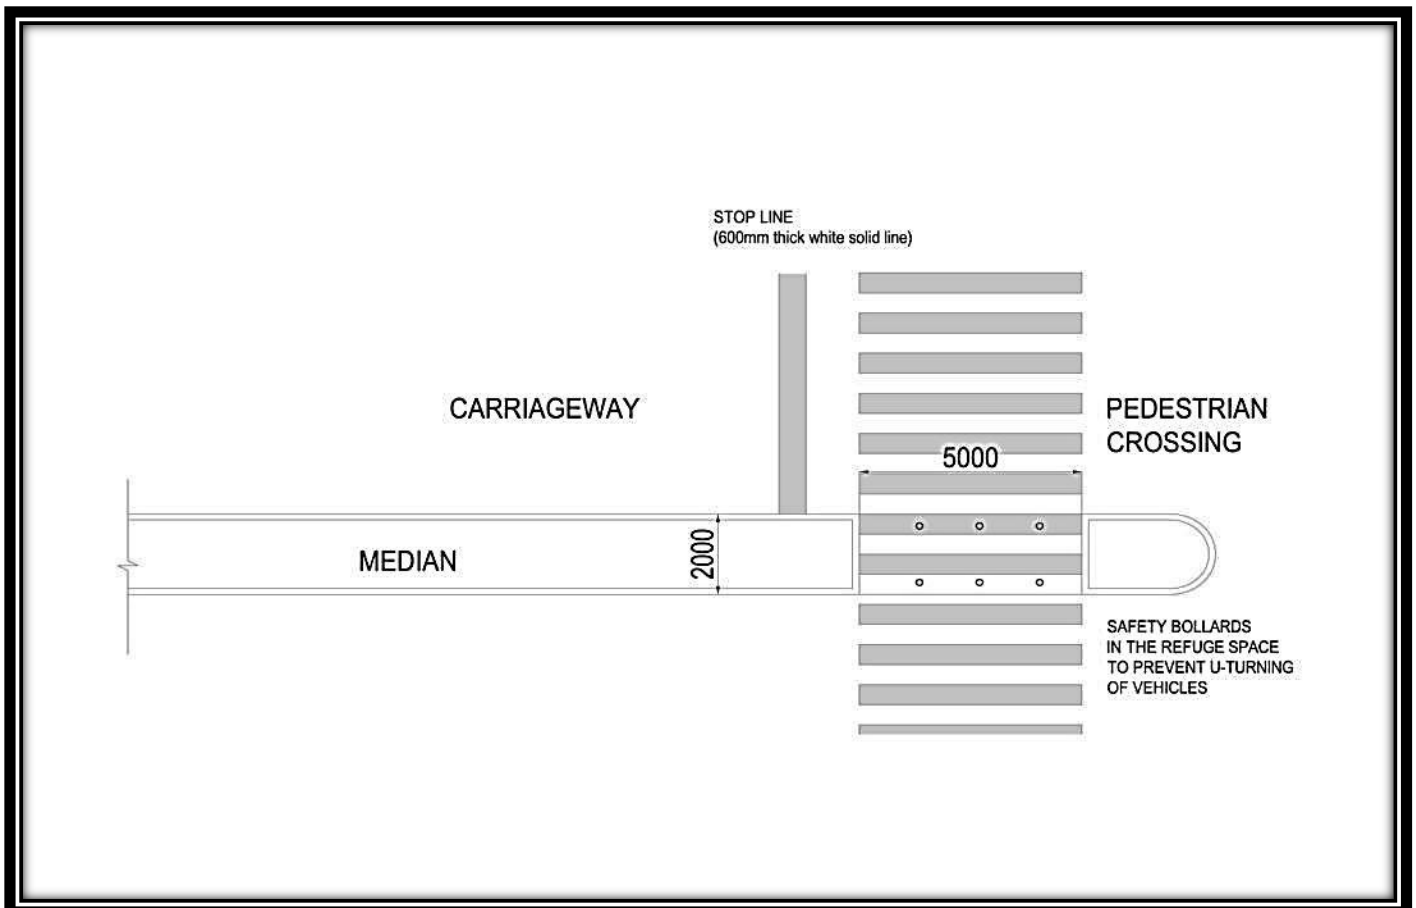 STOP LINE
(600mm thick white solid line)
CARRIAGEWAY
PEDESTRIAN
CROSSING
5000
2000
MEDIAN
SAFETY BOLLARDS
IN THE REFUGE SPACE
TO PREVENT U-TURNING
OF VEHICLES